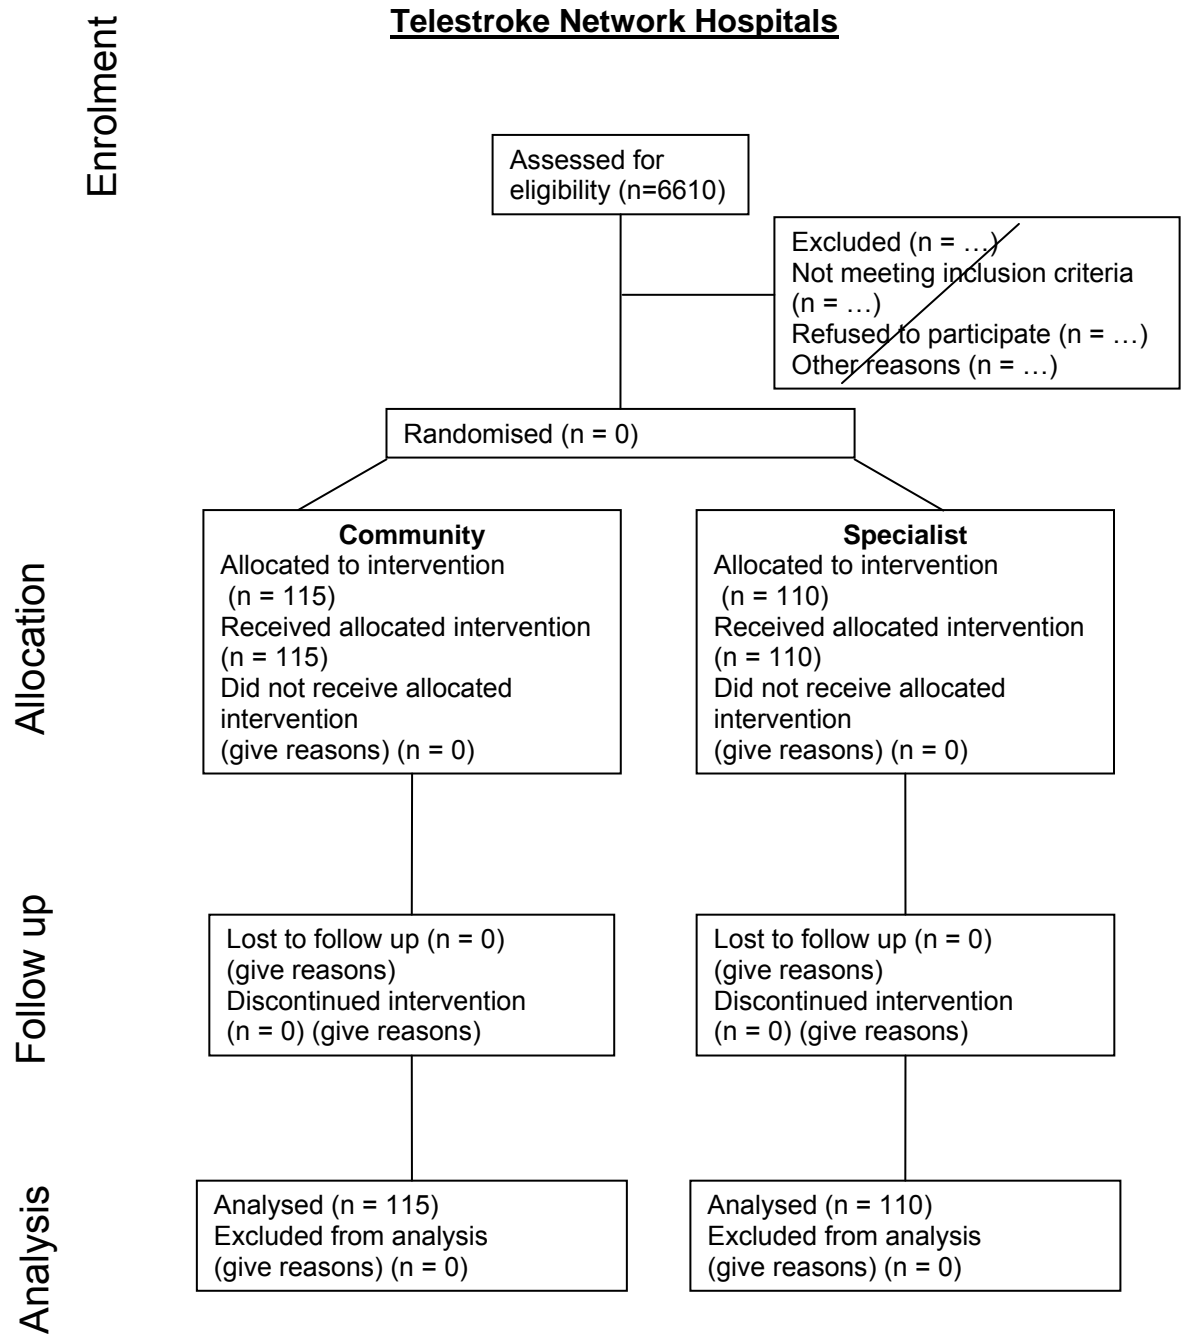 Telestroke Network Hospitals
Enrolment
Assessed for
eligibility (n=6610)
Excluded (n = …)
Not meeting inclusion criteria
(n = …)
Refused to participate (n = …)
Other reasons (n = …)
Randomised (n = 0)
Allocation
Community
Allocated to intervention
(n = 115)
Received allocated intervention
(n = 115)
Did not receive allocated
intervention
(give reasons) (n = 0)
Specialist
Allocated to intervention
(n = 110)
Received allocated intervention
(n = 110)
Did not receive allocated
intervention
(give reasons) (n = 0)
Follow up
Lost to follow up (n = 0)
(give reasons)
Discontinued intervention
(n = 0) (give reasons)
Lost to follow up (n = 0)
(give reasons)
Discontinued intervention
(n = 0) (give reasons)
Analysis
Analysed (n = 115)
Excluded from analysis
(give reasons) (n = 0)
Analysed (n = 110)
Excluded from analysis
(give reasons) (n = 0)